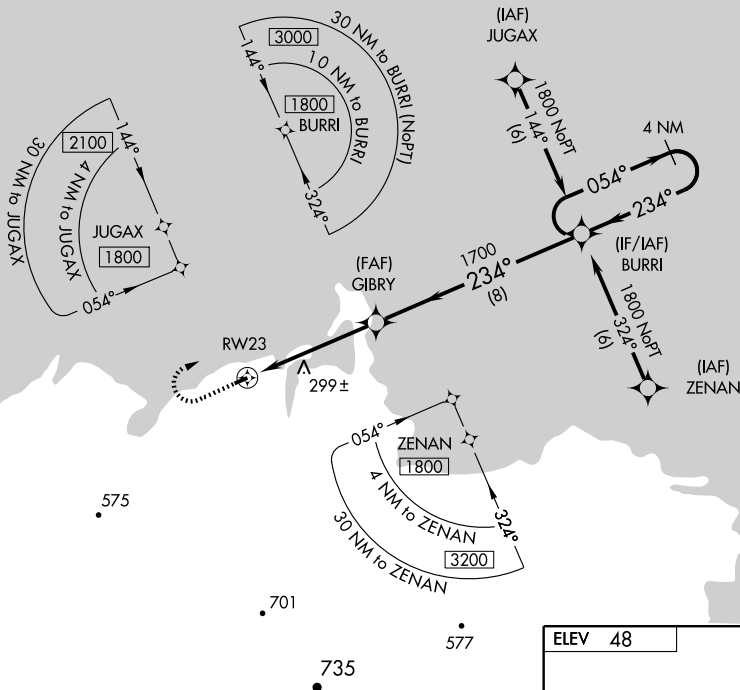 (IAF)
JUGAX
1800 NoPT
144°
(6)
4 NM
054°
234°
(IF/IAF)
BURRI
1800 NoPT
324°
(6)
(IAF)
ZENAN
30 NM to BURRI (NoPT)
3000
144°
10 NM to BURRI
1800
BURRI
324°
2100
144°
30 NM to JUGAX
4 NM to JUGAX
JUGAX
1800
054°
(FAF)
GIBRY
1700
234°
(8)
RW23
299±
054°
ZENAN
1800
4 NM to ZENAN
324°
30 NM to ZENAN
3200
575
701
577
735
ELEV 48